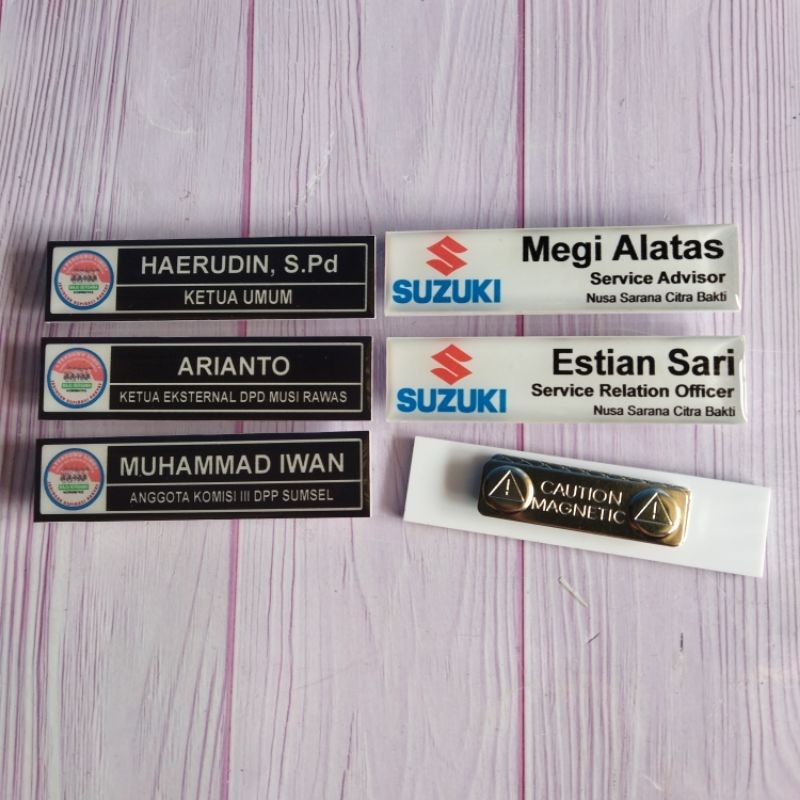 HAERUDIN, S.Pd
KETUA UMUM
ARIANTO
KETUA EKSTERNAL DPD MUSI RAWAS
MUHAMMAD IWAN
ANGGOTA KOMISI III DPP SUMSEL
SUZUKI
Megi Alatas
Service Advisor
Nusa Sarana Citra Bakti
SUZUKI
Estian Sari
Service Relation Officer
Nusa Sarana Citra Bakti
CAUTION
MAGNETIC